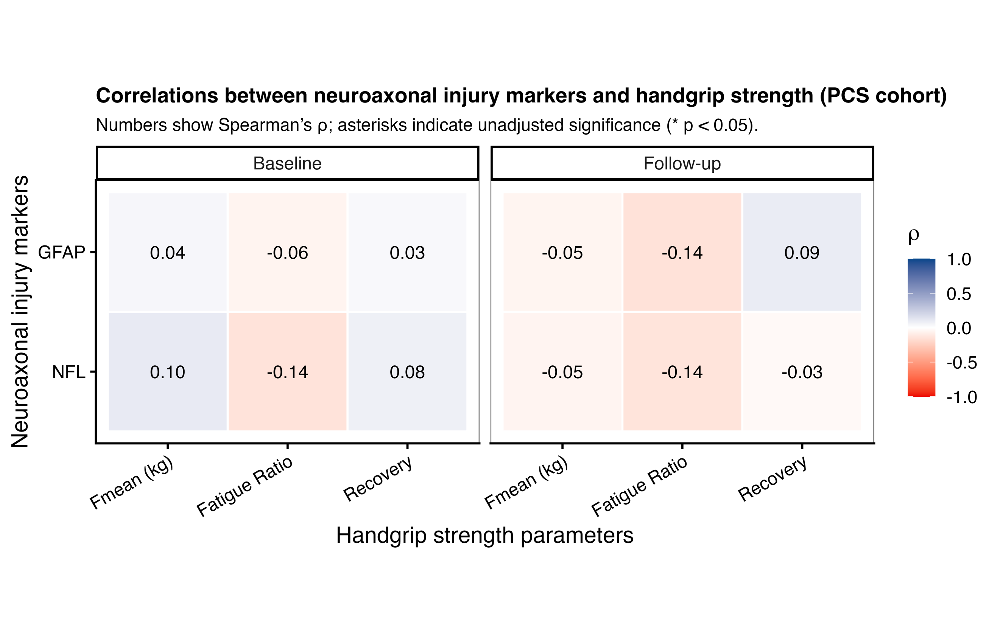 Correlations between neuroaxonal injury markers and handgrip strength (PCS cohort)
Numbers show Spearman’s ρ; asterisks indicate unadjusted significance (* p < 0.05).
Baseline
Follow-up
Neuroaxonal injury markers
GFAP
0.04
-0.06
0.03
-0.05
-0.14
0.09
NFL
0.10
-0.14
0.08
-0.05
-0.14
-0.03
Fmean (kg)
Fatigue Ratio
Recovery
Fmean (kg)
Fatigue Ratio
Recovery
Handgrip strength parameters
ρ
1.0
0.5
0.0
-0.5
-1.0